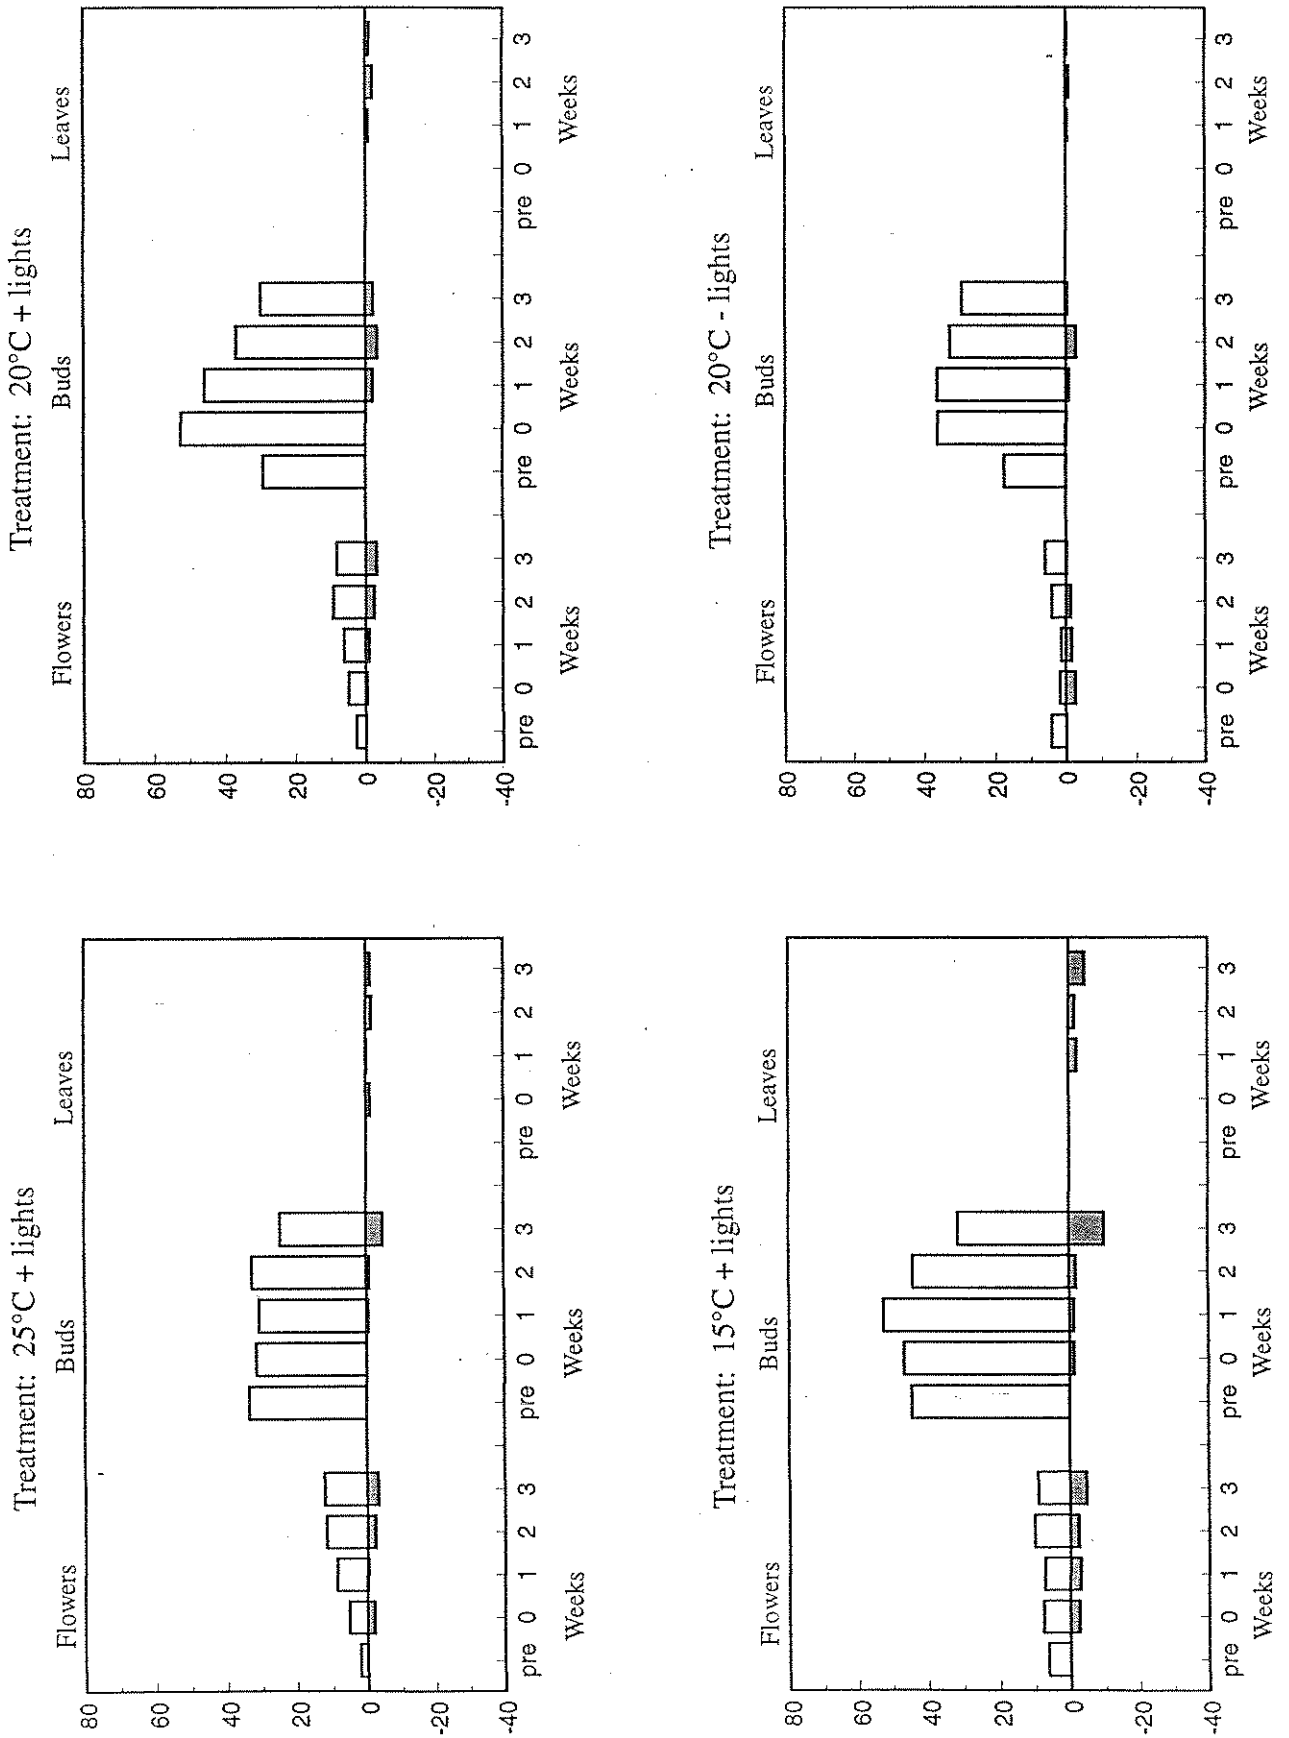 Treatment: 25°C + lights
Flowers Buds Leaves
80
60
40
20
0
-20
-40
pre 0 1 2 3 pre 0 1 2 3 pre 0 1 2 3
Weeks Weeks Weeks
Treatment: 20°C + lights
Flowers Buds Leaves
80
60
40
20
0
-20
-40
pre 0 1 2 3 pre 0 1 2 3 pre 0 1 2 3
Weeks Weeks Weeks
Treatment: 15°C + lights
Flowers Buds Leaves
80
60
40
20
0
-20
-40
pre 0 1 2 3 pre 0 1 2 3 pre 0 1 2 3
Weeks Weeks Weeks
Treatment: 20°C - lights
Flowers Buds Leaves
80
60
40
20
0
-20
-40
pre 0 1 2 3 pre 0 1 2 3 pre 0 1 2 3
Weeks Weeks Weeks